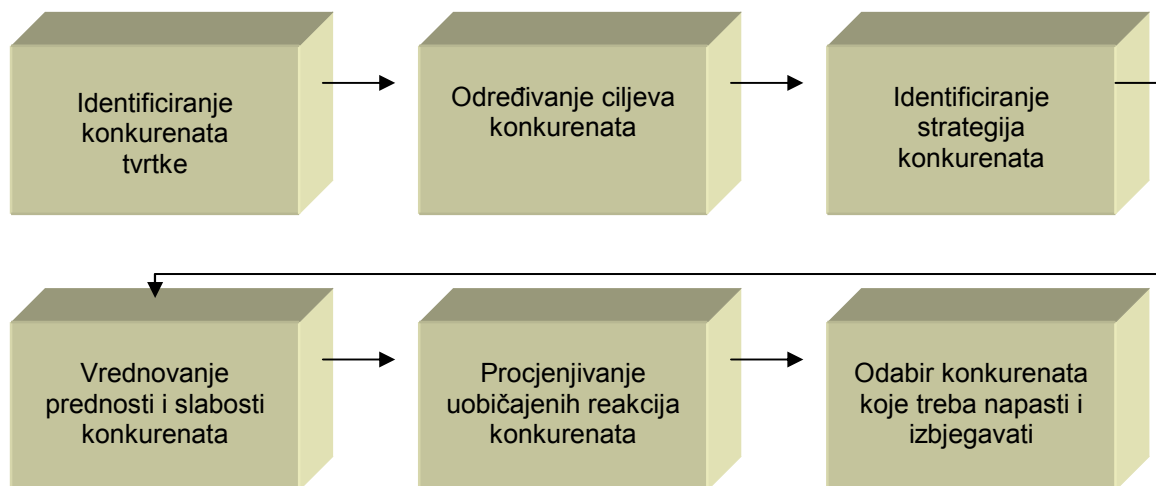 Identificiranje
konkurenata
tvrtke
Određivanje ciljeva
konkurenata
Identificiranje
strategija
konkurenata
Vrednovanje
prednosti i slabosti
konkurenata
Procjenjivanje
uobičajenih reakcija
konkurenata
Odabir konkurenata
koje treba napasti i
izbjegavati